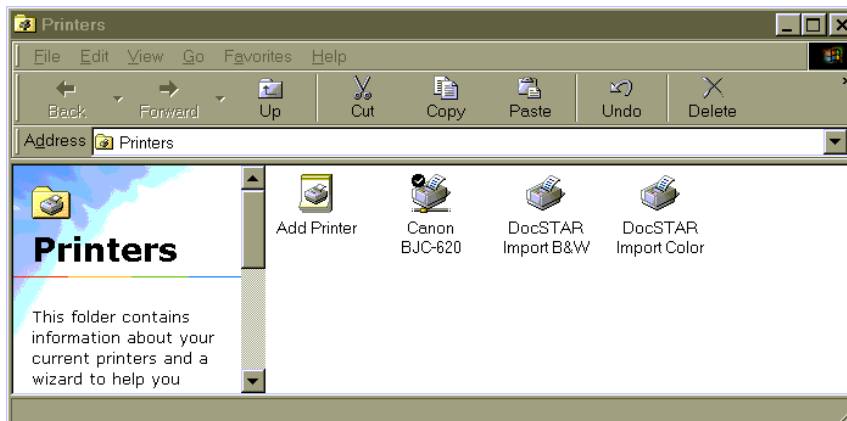 Printers
File Edit View Go Favorites Help
Back Forward Up Cut Copy Paste Undo Delete
Address Printers
Printers
This folder contains
information about your
current printers and a
wizard to help you
Add Printer
Canon
BJC-620
DocSTAR
Import B&W
DocSTAR
Import Color